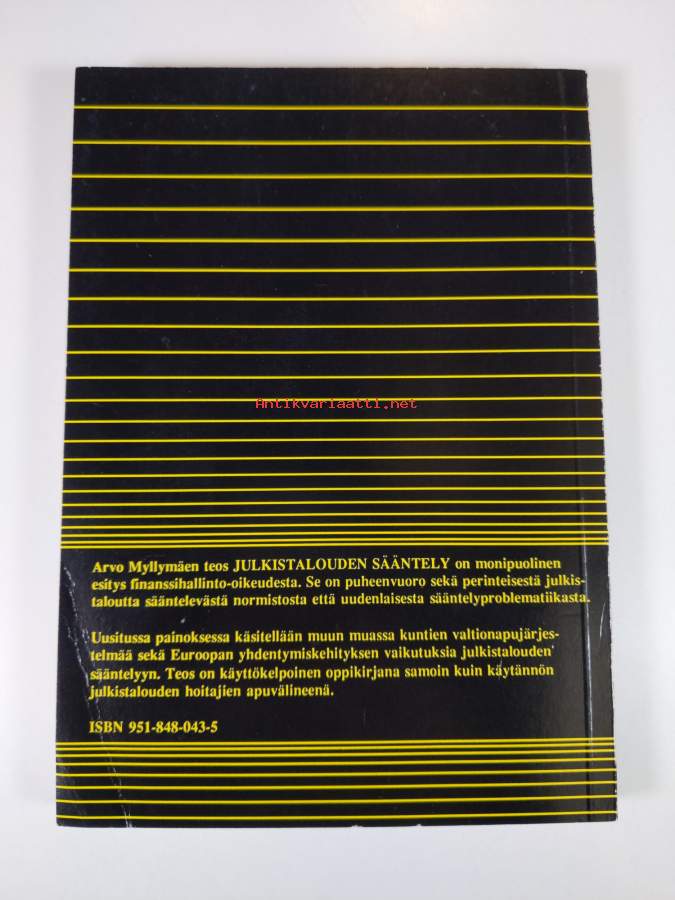 Antikvariaatti.net
Arvo Myllymäen teos JULKISTALOUDEN SÄÄNTELY on monipuolinen
esitys finanssihallinto-oikeudesta. Se on puheenvuoro sekä perinteisestä julkis-
taloutta sääntelevästä normistosta että uudenlaisesta sääntelyproblematiikasta.
Uusitussa painoksessa käsitellään muun muassa kuntien valtionapujärjes-
telmää sekä Euroopan yhdentymiskehityksen vaikutuksia julkistalouden
sääntelyyn. Teos on käyttökelpoinen oppikirjana samoin kuin käytännön
julkistalouden hoitajien apuvälineenä.
ISBN 951-848-043-5